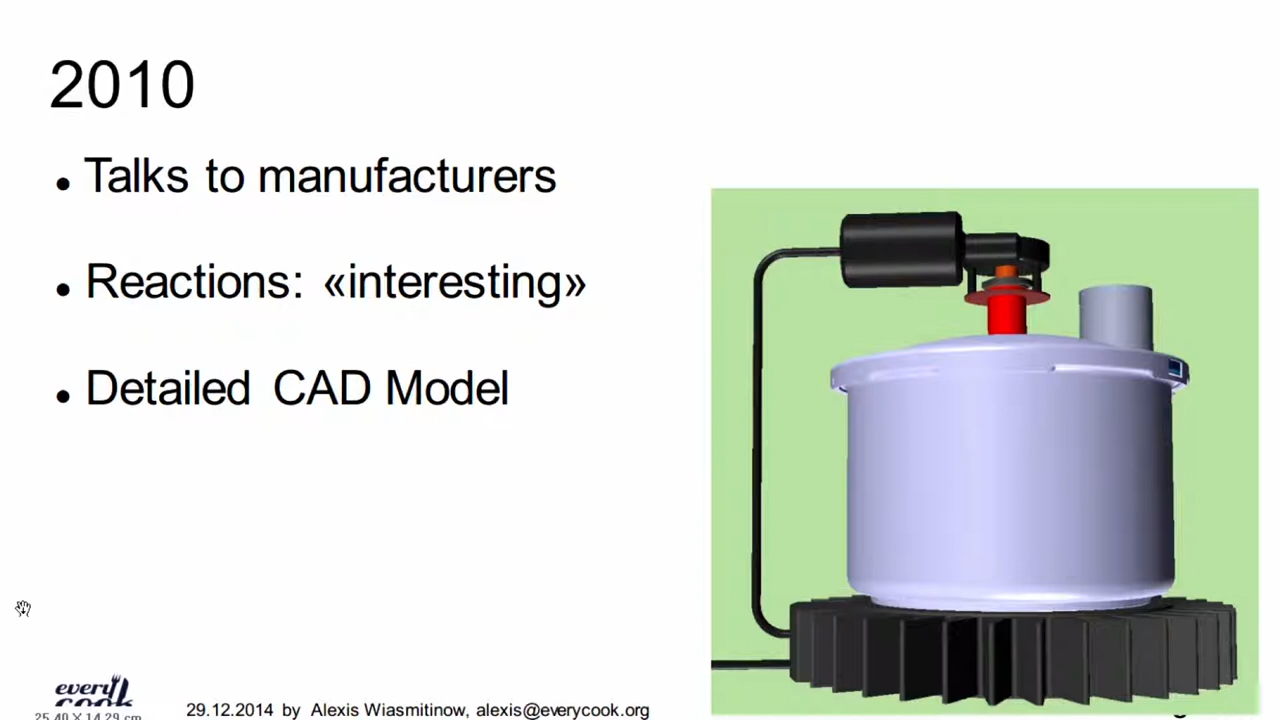 2010
• Talks to manufacturers
• Reactions: «interesting»
• Detailed CAD Model
every
cook
29.12.2014 by Alexis Wiasmitinow, alexis@everycook.org
25,40 × 14,29 cm